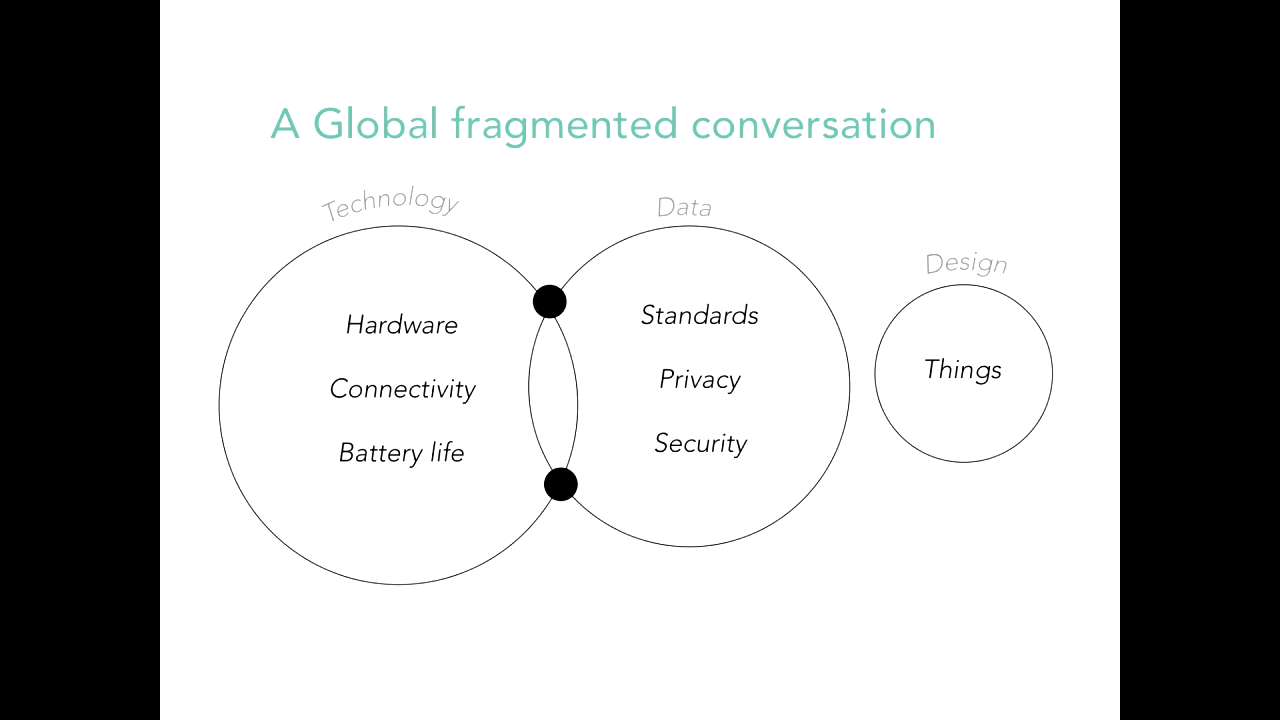 A Global fragmented conversation
Technology
Hardware
Connectivity
Battery life
Data
Standards
Privacy
Security
Design
Things